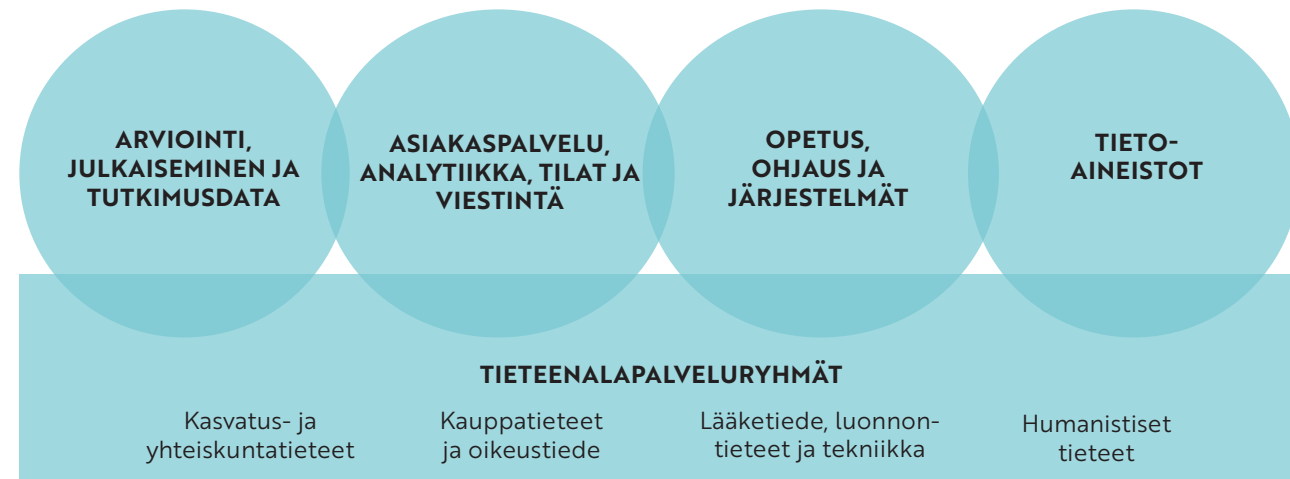 ARVIOINTI,
JULKAISEMINEN JA
TUTKIMUSDATA
ASIAKASPALVELU,
ANALYTIIKKA, TILAT JA
VIESTINTÄ
OPETUS,
OHJAUS JA
JÄRJESTELMÄT
TIETO-
AINEISTOT
TIETEENALAPALVELURYHMÄT
Kasvatus- ja
yhteiskuntatieteet
Kauppatieteet
ja oikeustiede
Lääketiede, luonnon-
tieteet ja tekniikka
Humanistiset
tieteet